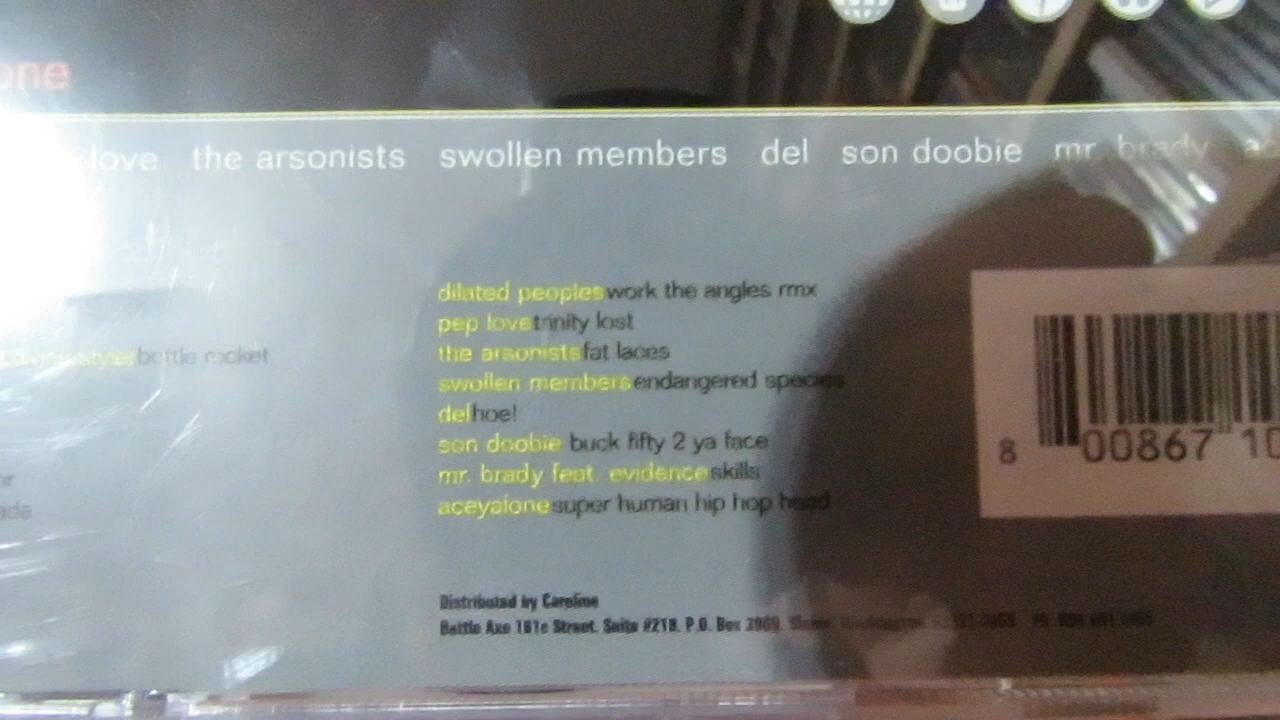 one
love the arsonists swollen members del son doobie mr. brady
dilated peoples work the angles rmx
pep love trinity lost
the arsonists fat laces
swollen members endangered species
bottle rocket
del hoe!
son doobie buck fifty 2 ya face
mr. brady feat. evidence skills
aceyalone super human hip hop head
8 00867 10
Distributed by Caroline
Battle Axe 181e Street. Suite #218. P.O. Box 3969.